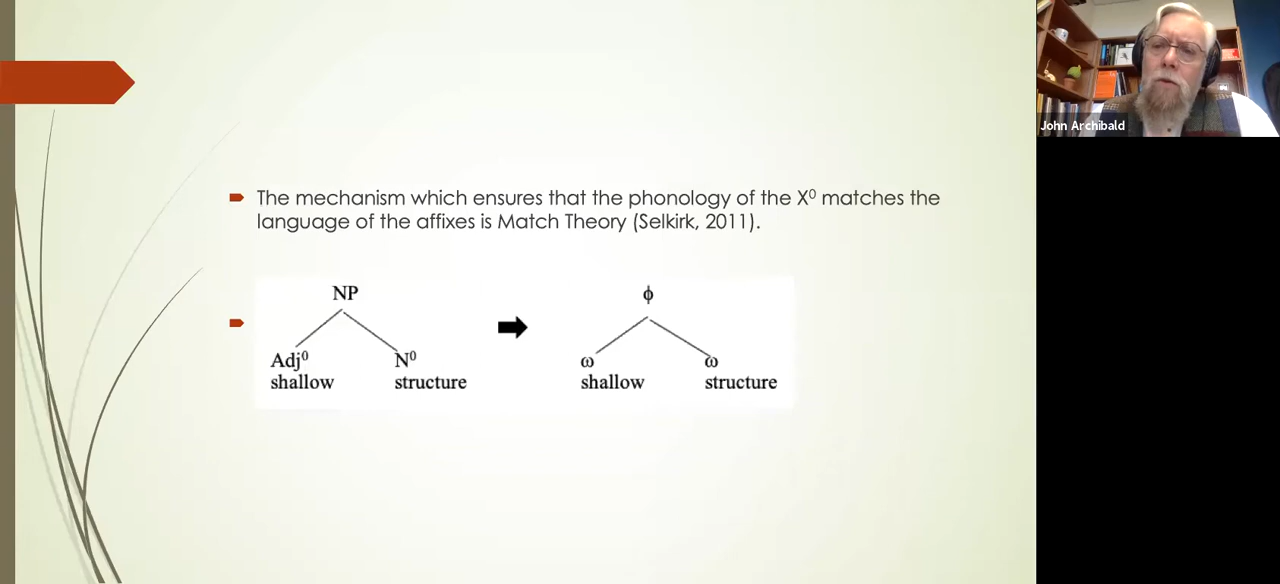 John Archibald
The mechanism which ensures that the phonology of the X⁰ matches the
language of the affixes is Match Theory (Selkirk, 2011).
NP ϕ
Adj⁰ N⁰ ω ω
shallow structure shallow structure